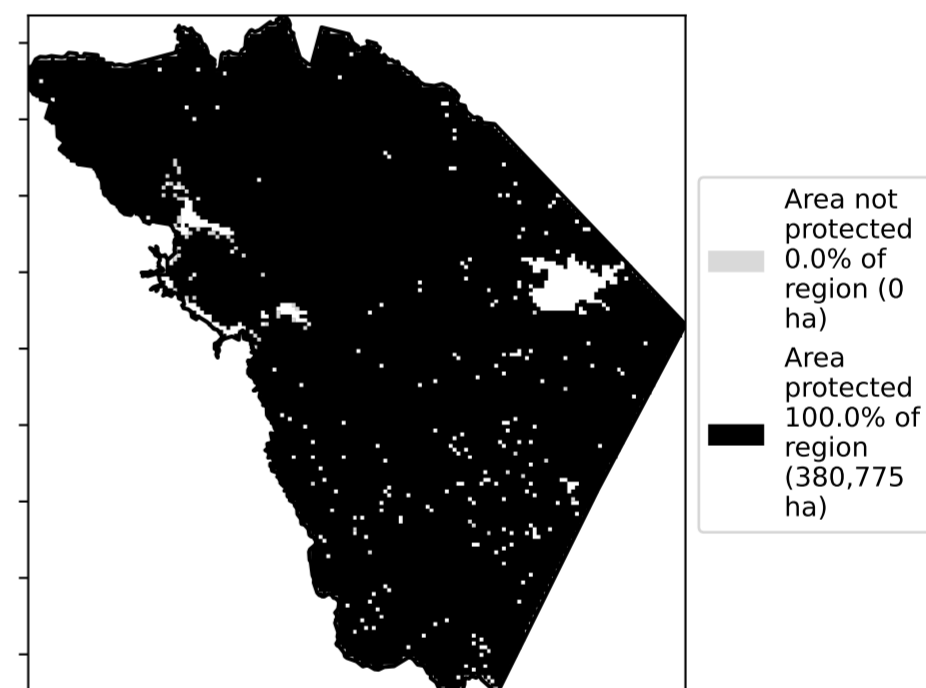 Area not
protected
0.0% of
region (0
ha)
Area
protected
100.0% of
region
(380,775
ha)